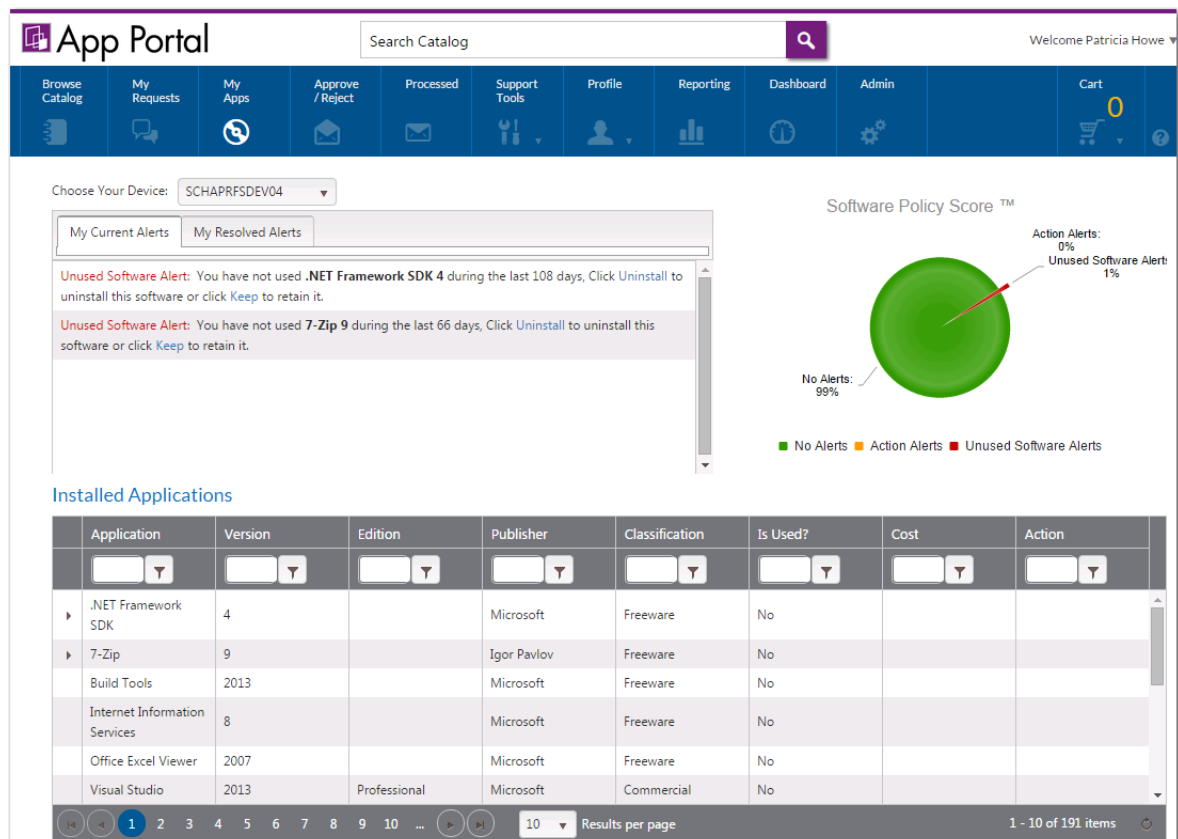 App Portal
Search Catalog
Welcome Patricia Howe
Browse Catalog
My Requests
My Apps
Approve / Reject
Processed
Support Tools
Profile
Reporting
Dashboard
Admin
Cart
0
Choose Your Device: SCHAPRFSDEV04
My Current Alerts My Resolved Alerts
Unused Software Alert: You have not used .NET Framework SDK 4 during the last 108 days, Click Uninstall to
uninstall this software or click Keep to retain it.
Unused Software Alert: You have not used 7-Zip 9 during the last 66 days, Click Uninstall to uninstall this
software or click Keep to retain it.
Software Policy Score ™
Action Alerts:
0%
Unused Software Alerts
1%
No Alerts:
99%
No Alerts Action Alerts Unused Software Alerts
Installed Applications
Application Version Edition Publisher Classification Is Used? Cost Action
.NET Framework SDK 4 Microsoft Freeware No
7-Zip 9 Igor Pavlov Freeware No
Build Tools 2013 Microsoft Freeware No
Internet Information Services 8 Microsoft Freeware No
Office Excel Viewer 2007 Microsoft Freeware No
Visual Studio 2013 Professional Microsoft Commercial No
1 2 3 4 5 6 7 8 9 10 ... 10 Results per page 1 - 10 of 191 items